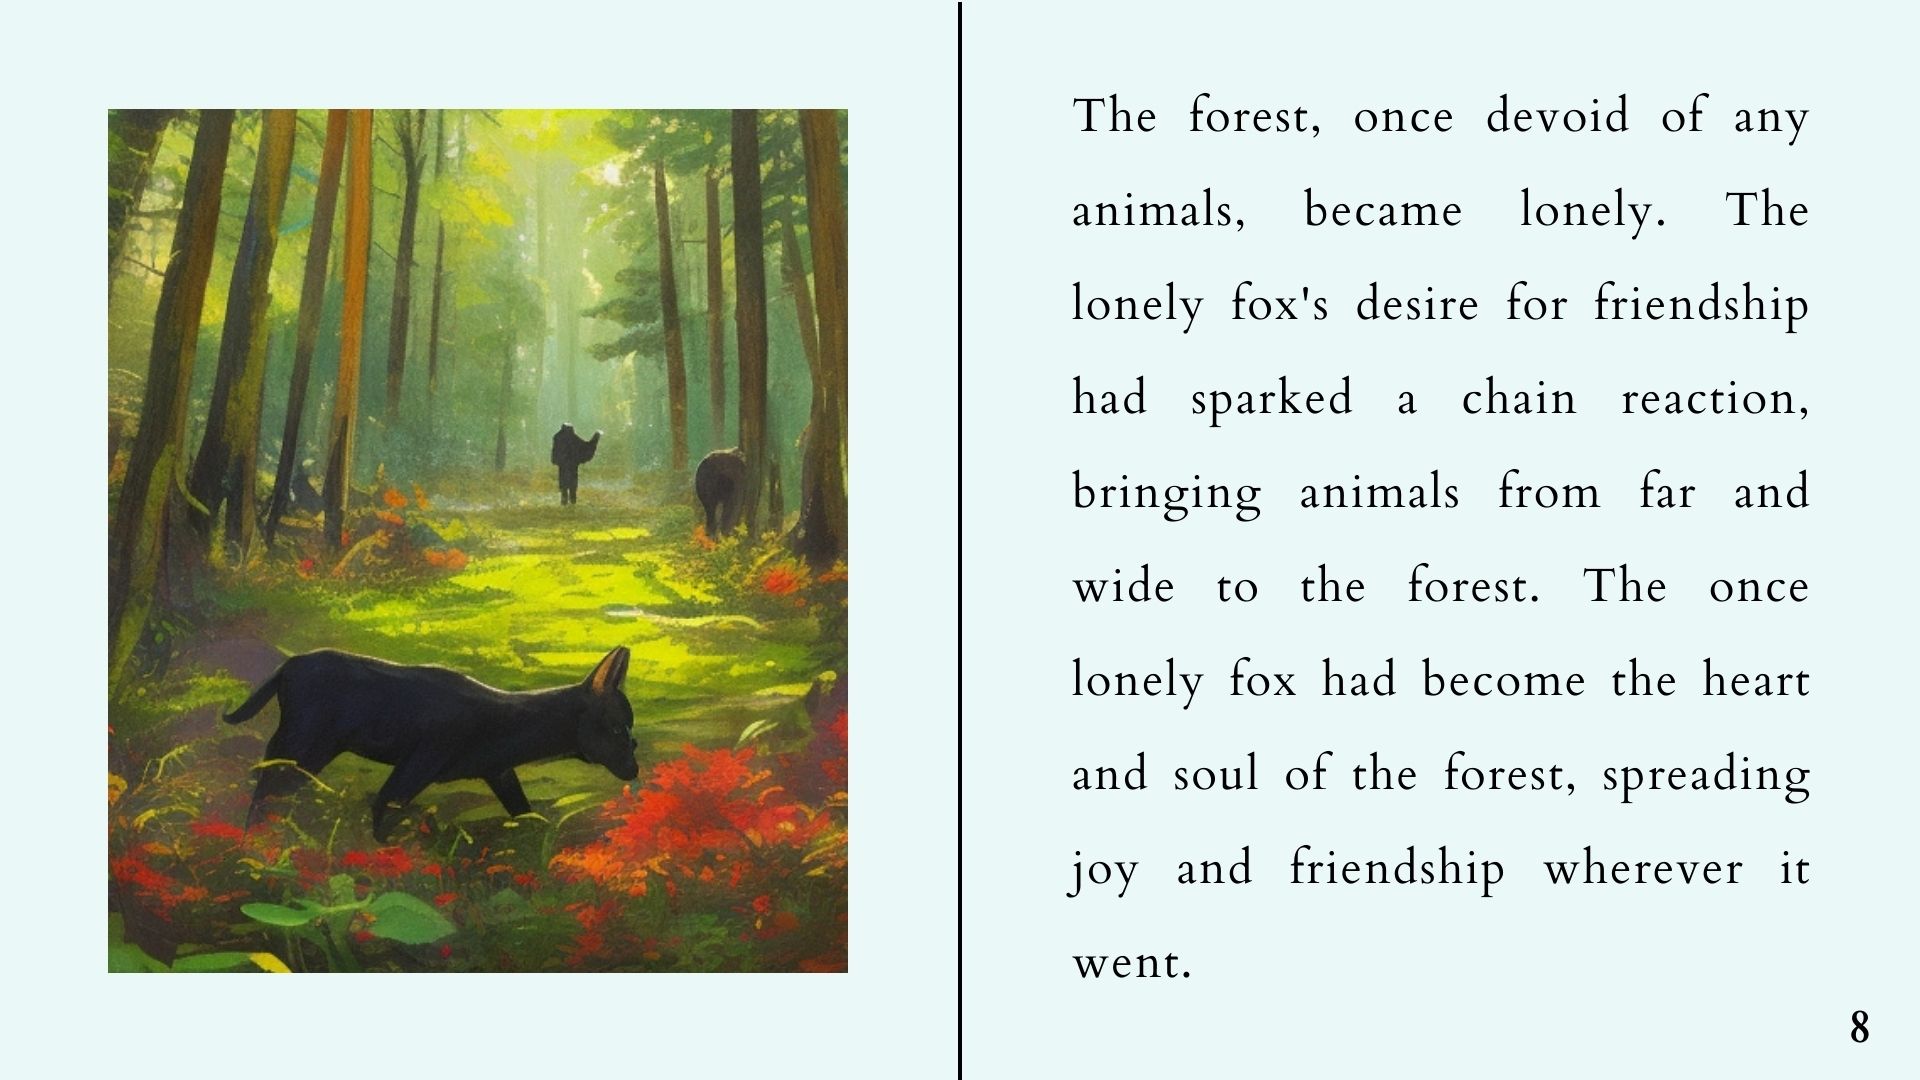 The forest, once devoid of any
animals, became lonely. The
lonely fox's desire for friendship
had sparked a chain reaction,
bringing animals from far and
wide to the forest. The once
lonely fox had become the heart
and soul of the forest, spreading
joy and friendship wherever it
went.
8